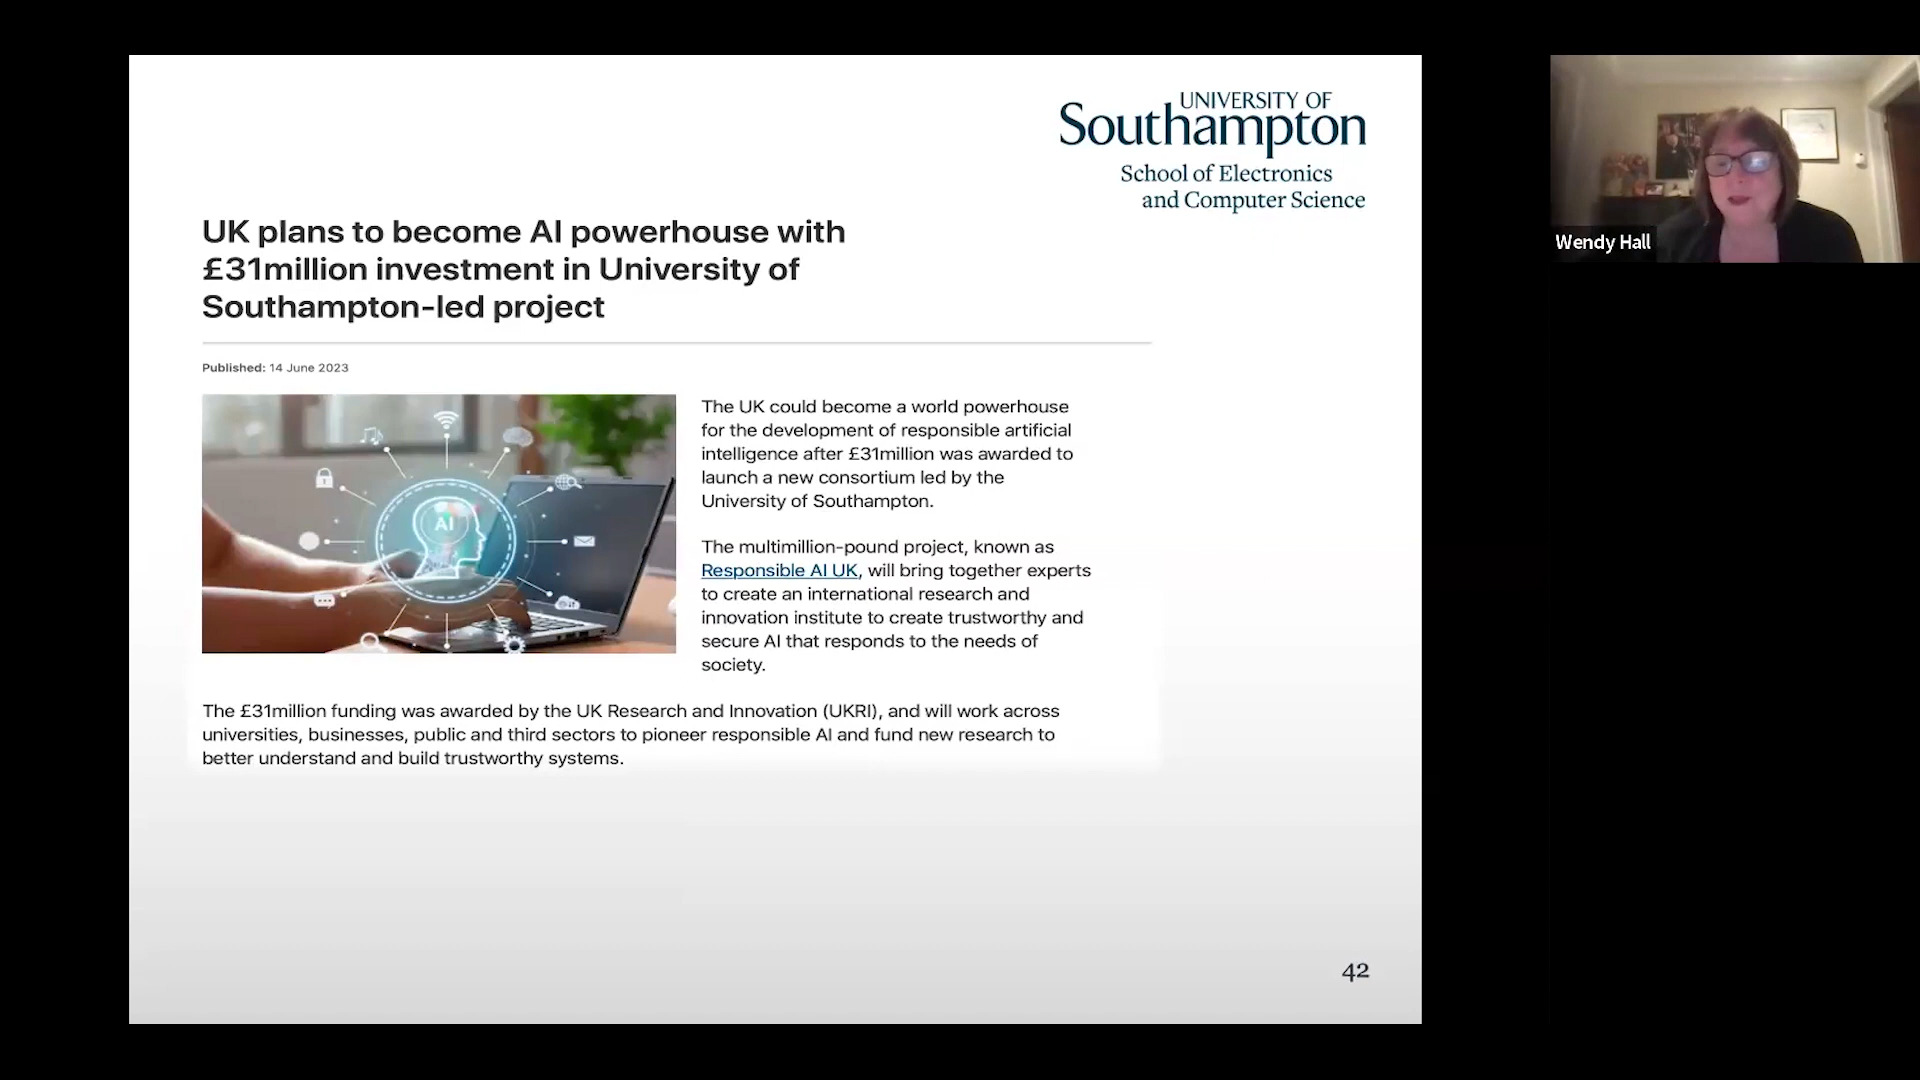 UNIVERSITY OF
Southampton
School of Electronics
and Computer Science
UK plans to become AI powerhouse with
£31million investment in University of
Southampton-led project
Published: 14 June 2023
AI
The UK could become a world powerhouse
for the development of responsible artificial
intelligence after £31million was awarded to
launch a new consortium led by the
University of Southampton.
The multimillion-pound project, known as
Responsible AI UK, will bring together experts
to create an international research and
innovation institute to create trustworthy and
secure AI that responds to the needs of
society.
The £31million funding was awarded by the UK Research and Innovation (UKRI), and will work across
universities, businesses, public and third sectors to pioneer responsible AI and fund new research to
better understand and build trustworthy systems.
42
Wendy Hall